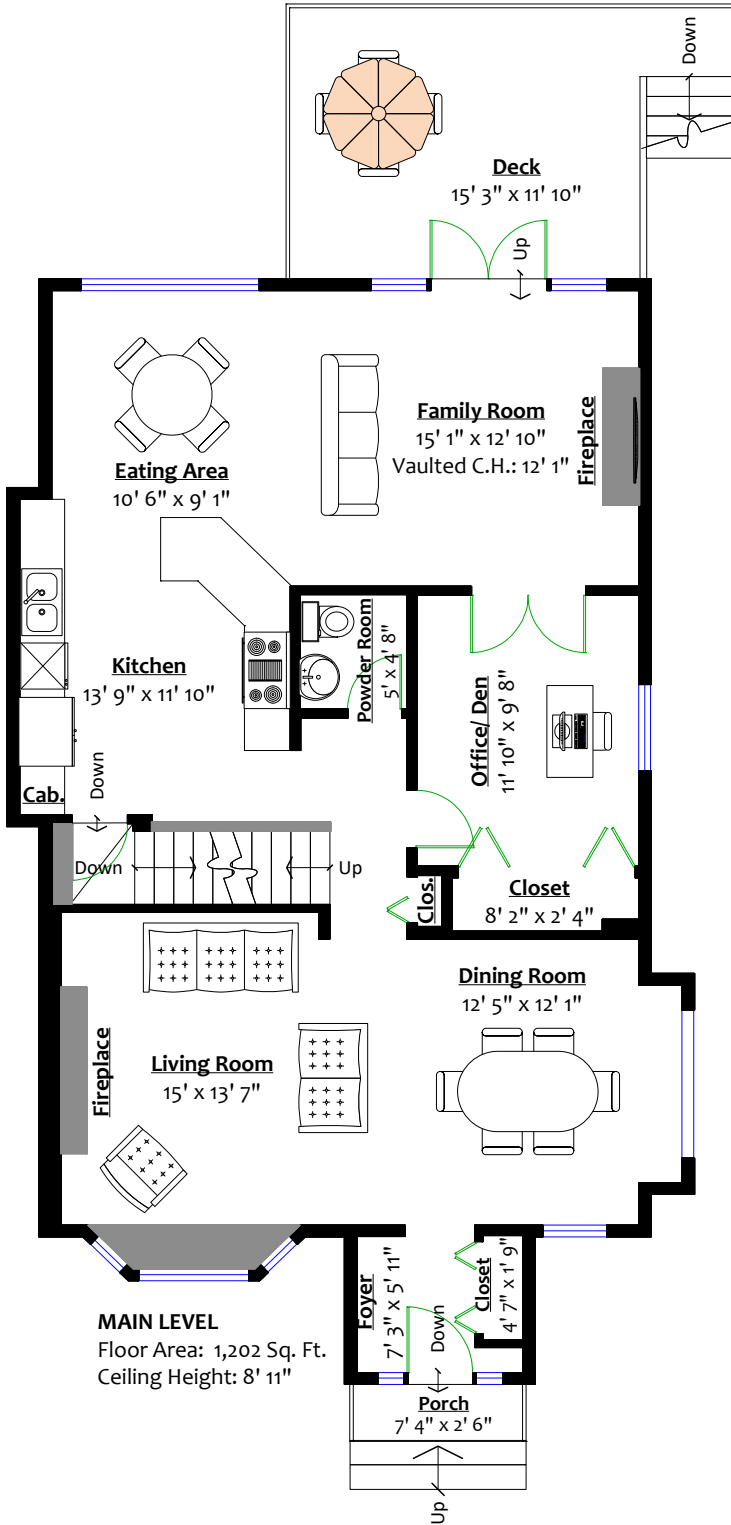 Down
Deck
15' 3" x 11' 10"
Up
Family Room
15' 1" x 12' 10"
Vaulted C.H.: 12' 1"
Fireplace
Eating Area
10' 6" x 9' 1"
Powder Room
5' x 4' 8"
Kitchen
13' 9" x 11' 10"
Office/ Den
11' 10" x 9' 8"
Cab.
Down
Down
Up
Clos.
Closet
8' 2" x 2' 4"
Dining Room
12' 5" x 12' 1"
Fireplace
Living Room
15' x 13' 7"
Foyer
7' 3" x 5' 11"
Closet
4' 7" x 1' 9"
Down
MAIN LEVEL
Floor Area: 1,202 Sq. Ft.
Ceiling Height: 8' 11"
Porch
7' 4" x 2' 6"
Up